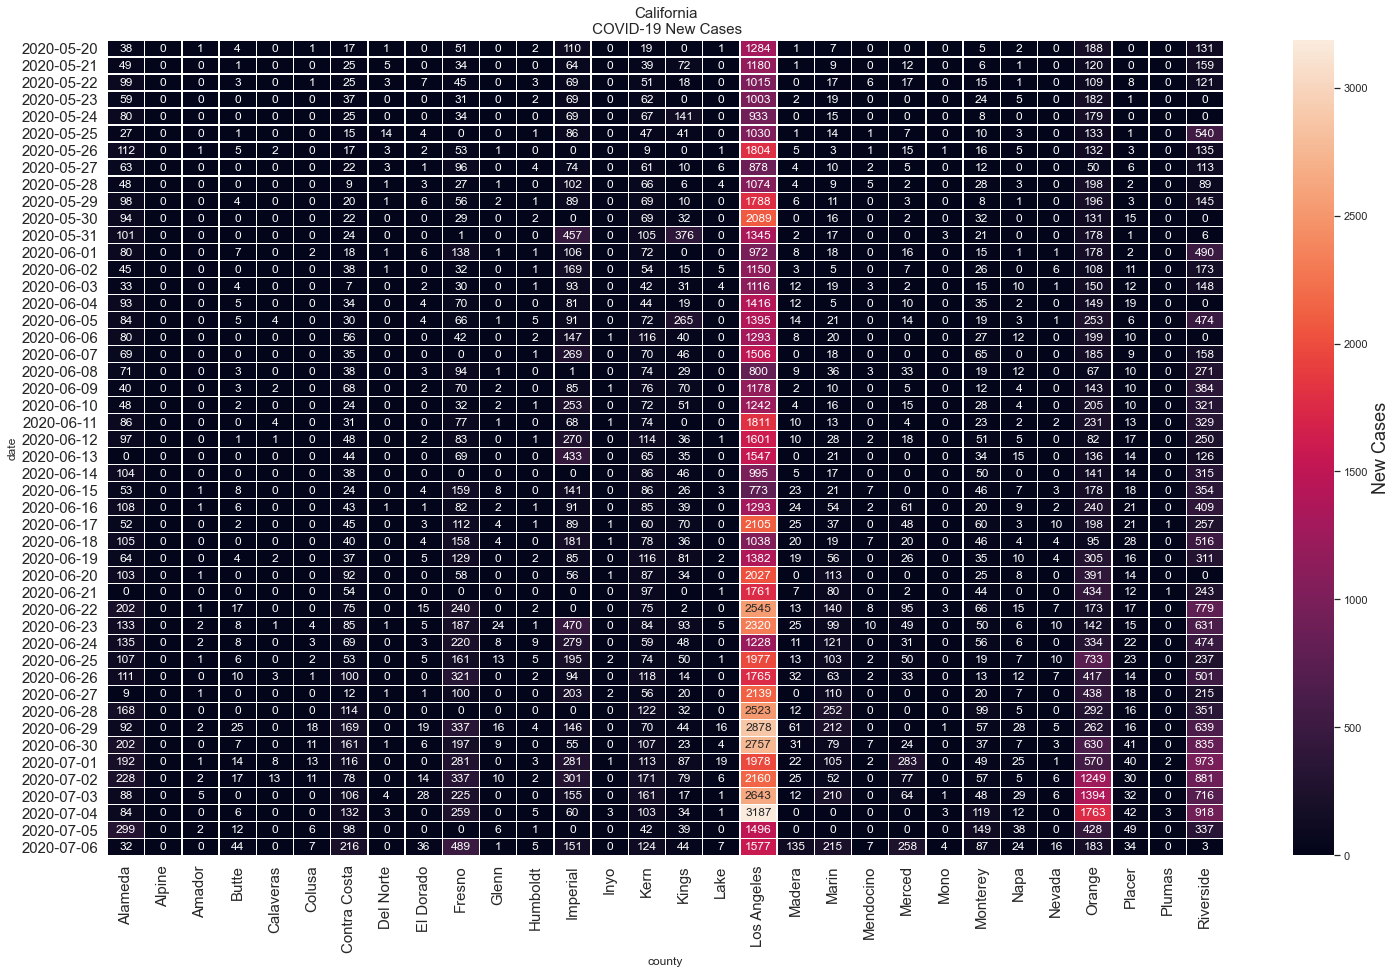 California
COVID-19 New Cases
2020-05-20 38 0 1 4 0 1 17 1 0 51 0 2 110 0 19 0 1 1284 1 7 0 0 0 5 2 0 188 0 0 131
2020-05-21 49 0 0 1 0 0 25 5 0 34 0 0 64 0 39 72 0 1180 1 9 0 12 0 6 1 0 120 0 0 159
2020-05-22 99 0 0 3 0 1 25 3 7 45 0 3 69 0 51 18 0 1015 0 17 6 17 0 15 1 0 109 8 0 121
2020-05-23 59 0 0 0 0 0 37 0 0 31 0 2 69 0 62 0 0 1003 2 19 0 0 0 24 5 0 182 1 0 0
2020-05-24 80 0 0 0 0 0 25 0 0 34 0 0 69 0 67 141 0 933 0 15 0 0 0 8 0 0 179 0 0 0
2020-05-25 27 0 0 1 0 0 15 14 4 0 0 1 86 0 47 41 0 1030 1 14 1 7 0 10 3 0 133 1 0 540
2020-05-26 112 0 1 5 2 0 17 3 2 53 1 0 0 0 9 0 1 1804 5 3 1 15 1 16 5 0 132 3 0 135
2020-05-27 63 0 0 0 0 0 22 3 1 96 0 4 74 0 61 10 6 878 4 10 2 5 0 12 0 0 50 6 0 113
2020-05-28 48 0 0 0 0 0 9 1 3 27 1 0 102 0 66 6 4 1074 4 9 5 2 0 28 3 0 198 2 0 89
2020-05-29 98 0 0 4 0 0 20 1 6 56 2 1 89 0 69 10 0 1788 6 11 0 3 0 8 1 0 196 3 0 145
2020-05-30 94 0 0 0 0 0 22 0 0 29 0 2 0 0 69 32 0 2089 0 16 0 2 0 32 0 0 131 15 0 0
2020-05-31 101 0 0 0 0 0 24 0 0 1 0 0 457 0 105 376 0 1345 2 17 0 0 3 21 0 0 178 1 0 6
2020-06-01 80 0 0 7 0 2 18 1 6 138 1 1 106 0 72 0 0 972 8 18 0 16 0 15 1 1 178 2 0 490
2020-06-02 45 0 0 0 0 0 38 1 0 32 0 1 169 0 54 15 5 1150 3 5 0 7 0 26 0 6 108 11 0 173
2020-06-03 33 0 0 4 0 0 7 0 2 30 0 1 93 0 42 31 4 1116 12 19 3 2 0 15 10 1 150 12 0 148
2020-06-04 93 0 0 5 0 0 34 0 4 70 0 0 81 0 44 19 0 1416 12 5 0 10 0 35 2 0 149 19 0 0
2020-06-05 84 0 0 5 4 0 30 0 4 66 1 5 91 0 72 265 0 1395 14 21 0 14 0 19 3 1 253 6 0 474
2020-06-06 80 0 0 0 0 0 56 0 0 42 0 2 147 1 116 40 0 1293 8 20 0 0 0 27 12 0 199 10 0 0
2020-06-07 69 0 0 0 0 0 35 0 0 0 0 1 269 0 70 46 0 1506 0 18 0 0 0 65 0 0 185 9 0 158
2020-06-08 71 0 0 3 0 0 38 0 3 94 1 0 1 0 74 29 0 800 9 36 3 33 0 19 12 0 67 10 0 271
2020-06-09 40 0 0 3 2 0 68 0 2 70 2 0 85 1 76 70 0 1178 2 10 0 5 0 12 4 0 143 10 0 384
2020-06-10 48 0 0 2 0 0 24 0 0 32 2 1 253 0 72 51 0 1242 4 16 0 15 0 28 4 0 205 10 0 321
2020-06-11 86 0 0 0 4 0 31 0 0 77 1 0 68 1 74 0 0 1811 10 13 0 4 0 23 2 2 231 13 0 329
2020-06-12 97 0 0 1 1 0 48 0 2 83 0 1 270 0 114 36 1 1601 10 28 2 18 0 51 5 0 82 17 0 250
2020-06-13 0 0 0 0 0 0 44 0 0 69 0 0 433 0 65 35 0 1547 0 21 0 0 0 34 15 0 136 14 0 126
2020-06-14 104 0 0 0 0 0 38 0 0 0 0 0 0 0 86 46 0 995 5 17 0 0 0 50 0 0 141 14 0 315
2020-06-15 53 0 1 8 0 0 24 0 4 159 8 0 141 0 86 26 3 773 23 21 7 0 0 46 7 3 178 18 0 354
2020-06-16 108 0 1 6 0 0 43 1 1 82 2 1 91 0 85 39 0 1293 24 54 2 61 0 20 9 2 240 21 0 409
2020-06-17 52 0 0 2 0 0 45 0 3 112 4 1 89 1 60 70 0 2105 25 37 0 48 0 60 3 10 198 21 1 257
2020-06-18 105 0 0 0 0 0 40 0 4 158 4 0 181 1 78 36 0 1038 20 19 7 20 0 46 4 4 95 28 0 516
2020-06-19 64 0 0 4 2 0 37 0 5 129 0 2 85 0 116 81 2 1382 19 56 0 26 0 35 10 4 305 16 0 311
2020-06-20 103 0 1 0 0 0 92 0 0 58 0 0 56 1 87 34 0 2027 0 113 0 0 0 25 8 0 391 14 0 0
2020-06-21 0 0 0 0 0 0 54 0 0 0 0 0 0 0 97 0 1 1761 7 80 0 2 0 44 0 0 434 12 1 243
2020-06-22 202 0 1 17 0 0 75 0 15 240 0 2 0 0 75 2 0 2545 13 140 8 95 3 66 15 7 173 17 0 779
2020-06-23 133 0 2 8 1 4 85 1 5 187 24 1 470 0 84 93 5 2320 25 99 10 49 0 50 6 10 142 15 0 631
2020-06-24 135 0 2 8 0 3 69 0 3 220 8 9 279 0 59 48 0 1228 11 121 0 31 0 56 6 0 334 22 0 474
2020-06-25 107 0 1 6 0 2 53 0 5 161 13 5 195 2 74 50 1 1977 13 103 2 50 0 19 7 10 733 23 0 237
2020-06-26 111 0 0 10 3 1 100 0 0 321 0 2 94 0 118 14 0 1765 32 63 2 33 0 13 12 7 417 14 0 501
2020-06-27 9 0 1 0 0 0 12 1 1 100 0 0 203 2 56 20 0 2139 0 110 0 0 0 20 7 0 438 18 0 215
2020-06-28 168 0 0 0 0 0 114 0 0 0 0 0 0 0 122 32 0 2523 12 252 0 0 0 99 5 0 292 16 0 351
2020-06-29 92 0 2 25 0 18 169 0 19 337 16 4 146 0 70 44 16 2878 61 212 0 0 1 57 28 5 262 16 0 639
2020-06-30 202 0 0 7 0 11 161 1 6 197 9 0 55 0 107 23 4 2757 31 79 7 24 0 37 7 3 630 41 0 835
2020-07-01 192 0 1 14 8 13 116 0 0 281 0 3 281 1 113 87 19 1978 22 105 2 283 0 49 25 1 570 40 2 973
2020-07-02 228 0 2 17 13 11 78 0 14 337 10 2 301 0 171 79 6 2160 25 52 0 77 0 57 5 6 1249 30 0 881
2020-07-03 88 0 5 0 0 0 106 4 28 225 0 0 155 0 161 17 1 2643 12 210 0 64 1 48 29 6 1394 32 0 716
2020-07-04 84 0 0 6 0 0 132 3 0 259 0 5 60 3 103 34 1 3187 0 0 0 0 3 119 12 0 1763 42 3 918
2020-07-05 299 0 2 12 0 6 98 0 0 0 6 1 0 0 42 39 0 1496 0 0 0 0 0 149 38 0 428 49 0 337
2020-07-06 32 0 0 44 0 7 216 0 36 489 1 5 151 0 124 44 7 1577 135 215 7 258 4 87 24 16 183 34 0 3
Alameda Alpine Amador Butte Calaveras Colusa Contra Costa Del Norte El Dorado Fresno Glenn Humboldt Imperial Inyo Kern Kings Lake Los Angeles Madera Marin Mendocino Merced Mono Monterey Napa Nevada Orange Placer Plumas Riverside
county
date
3000
2500
2000
1500
1000
500
0
New Cases